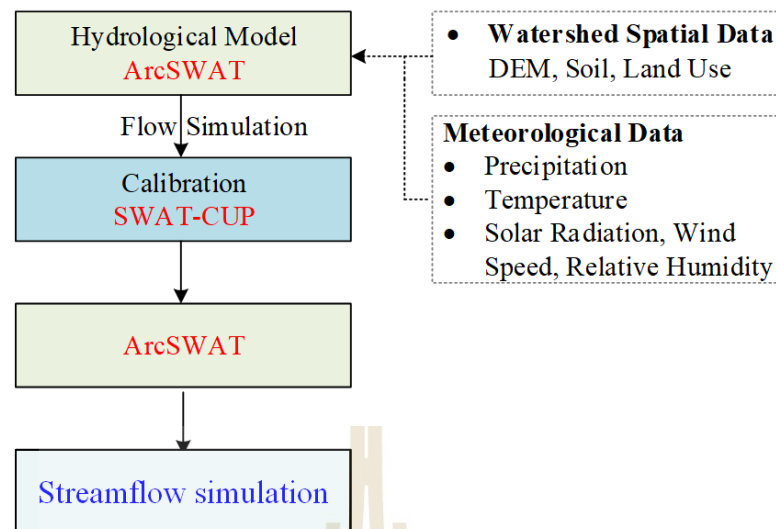 Hydrological Model
ArcSWAT
Flow Simulation
Calibration
SWAT-CUP
ArcSWAT
Streamflow simulation
• Watershed Spatial Data
DEM, Soil, Land Use
Meteorological Data
• Precipitation
• Temperature
• Solar Radiation, Wind
Speed, Relative Humidity